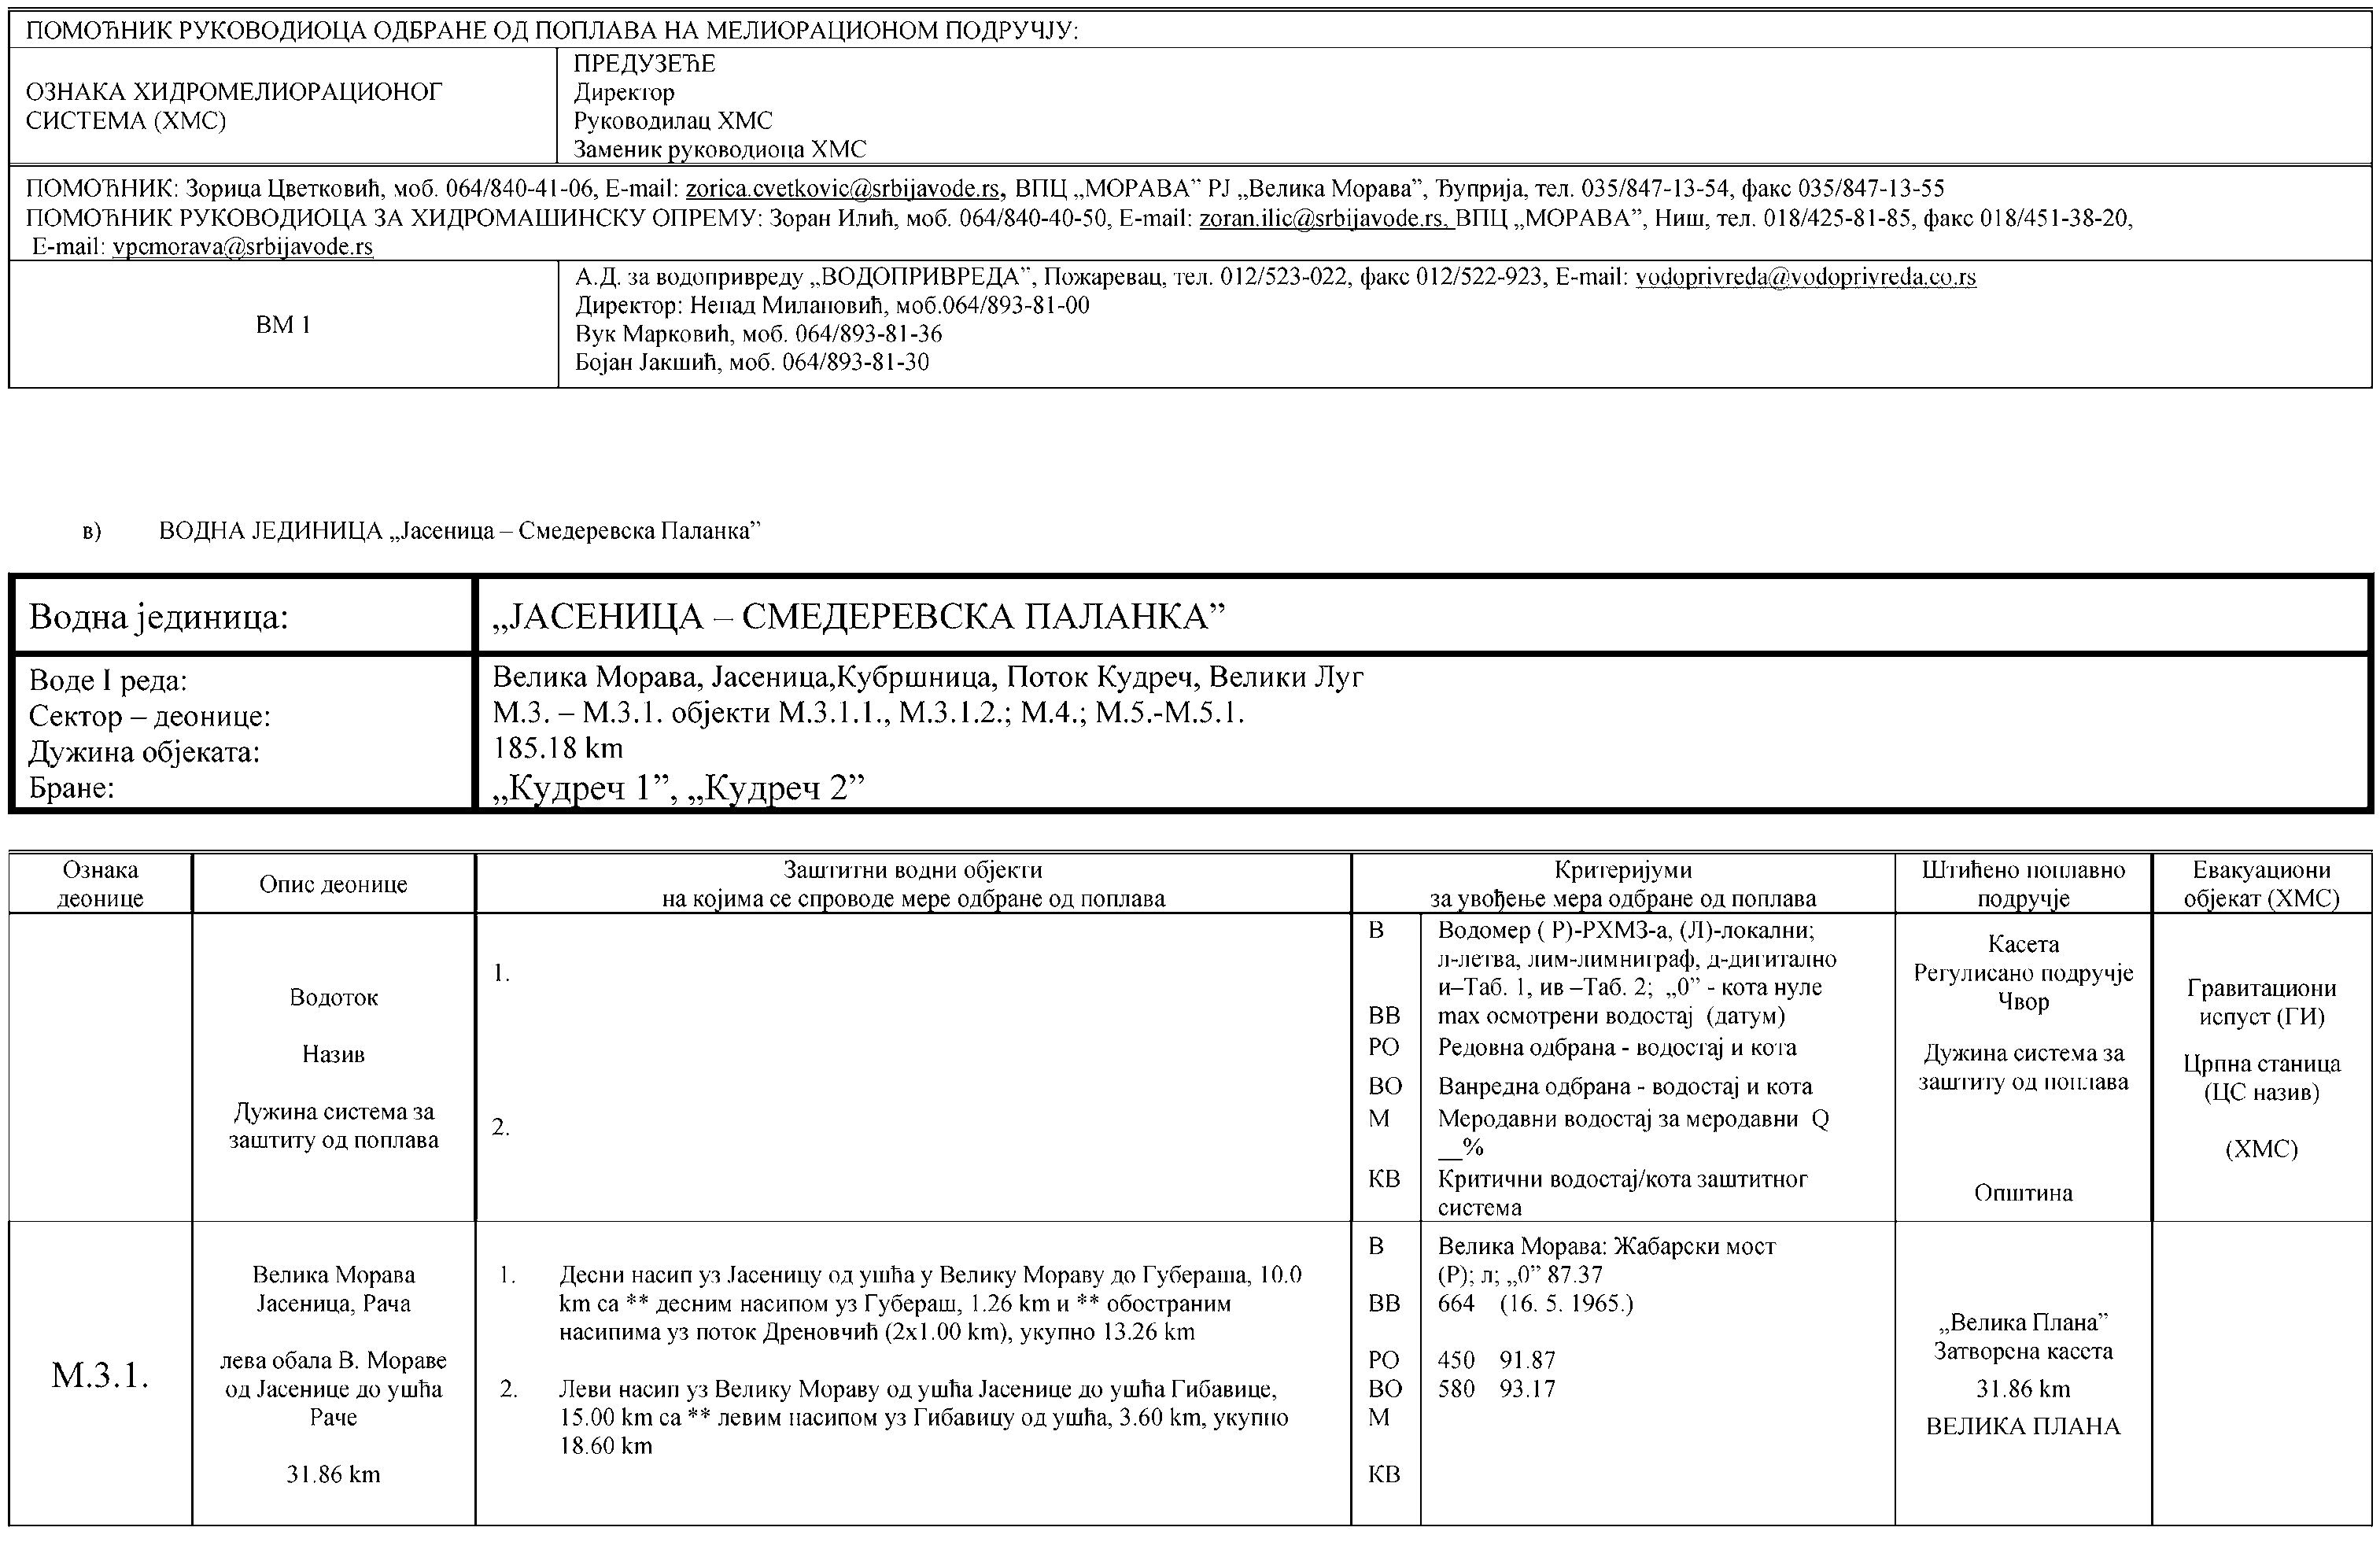 ПОМОЋНИК РУКОВОДИОЦА ОДБРАНЕ ОД ПОПЛАВА НА МЕЛИОРАЦИОНОМ ПОДРУЧЈУ:
ОЗНАКА ХИДРОМЕЛИОРАЦИОНОГ
СИСТЕМА (ХМС)
ПРЕДУЗЕЋЕ
Директор
Руководилац ХМС
Заменик руководиоца ХМС
ПОМОЋНИК: Зорица Цветковић, моб. 064/840-41-06, E-mail: zorica.cvetkovic@srbijavode.rs, ВПЦ „МОРАВА” РЈ „Велика Морава”, Ћуприја, тел. 035/847-13-54, факс 035/847-13-55
ПОМОЋНИК РУКОВОДИОЦА ЗА ХИДРОМАШИНСКУ ОПРЕМУ: Зоран Илић, моб. 064/840-40-50, E-mail: zoran.ilic@srbijavode.rs, ВПЦ „МОРАВА”, Ниш, тел. 018/425-81-85, факс 018/451-38-20,
E-mail: vpcmorava@srbijavode.rs
ВМ 1
А.Д. за водопривреду „ВОДОПРИВРЕДА”, Пожаревац, тел. 012/523-022, факс 012/522-923, E-mail: vodoprivreda@vodoprivreda.co.rs
Директор: Ненад Милановић, моб.064/893-81-00
Вук Марковић, моб. 064/893-81-36
Бојан Јакшић, моб. 064/893-81-30
в) ВОДНА ЈЕДИНИЦА „Јасеница – Смедеревска Паланка”
Водна јединица:
„ЈАСЕНИЦА – СМЕДЕРЕВСКА ПАЛАНКА”
Воде I реда:
Сектор – деонице:
Дужина објеката:
Бране:
Велика Морава, Јасеница,Кубршница, Поток Кудреч, Велики Луг
М.3. – М.3.1. објекти М.3.1.1., М.3.1.2.; М.4.; М.5.-М.5.1.
185.18 km
„Кудреч 1”, „Кудреч 2”
Ознака
деонице
Опис деонице
Заштитни водни објекти
на којима се спроводе мере одбране од поплава
Критеријуми
за увођење мера одбране од поплава
Штићено поплавно
подручје
Евакуациони
објекат (ХМС)
Водоток
Назив
Дужина система за
заштиту од поплава
1.
2.
В Водомер ( Р)-РХМЗ-а, (Л)-локални;
л-летва, лим-лимниграф, д-дигитално
и–Таб. 1, ив –Таб. 2; „0” - кота нуле
ВВ max осмотрени водостај (датум)
РО Редовна одбрана - водостај и кота
ВО Ванредна одбрана - водостај и кота
М Меродавни водостај за меродавни Q
__%
КВ Критични водостај/кота заштитног
система
Касета
Регулисано подручје
Чвор
Дужина система за
заштиту од поплава
Општина
Гравитациони
испуст (ГИ)
Црпна станица
(ЦС назив)
(ХМС)
М.3.1.
Велика Морава
Јасеница, Рача
лева обала В. Мораве
од Јасенице до ушћа
Раче
31.86 km
1. Десни насип уз Јасеницу од ушћа у Велику Мораву до Губераша, 10.0
km са ** десним насипом уз Губераш, 1.26 km и ** обостраним
насипима уз поток Дреновчић (2x1.00 km), укупно 13.26 km
2. Леви насип уз Велику Мораву од ушћа Јасенице до ушћа Гибавице,
15.00 km са ** левим насипом уз Гибавицу од ушћа, 3.60 km, укупно
18.60 km
В Велика Морава: Жабарски мост
(Р); л; „0” 87.37
ВВ 664 (16. 5. 1965.)
РО 450 91.87
ВО 580 93.17
М
КВ
„Велика Плана”
Затворена касета
31.86 km
ВЕЛИКА ПЛАНА